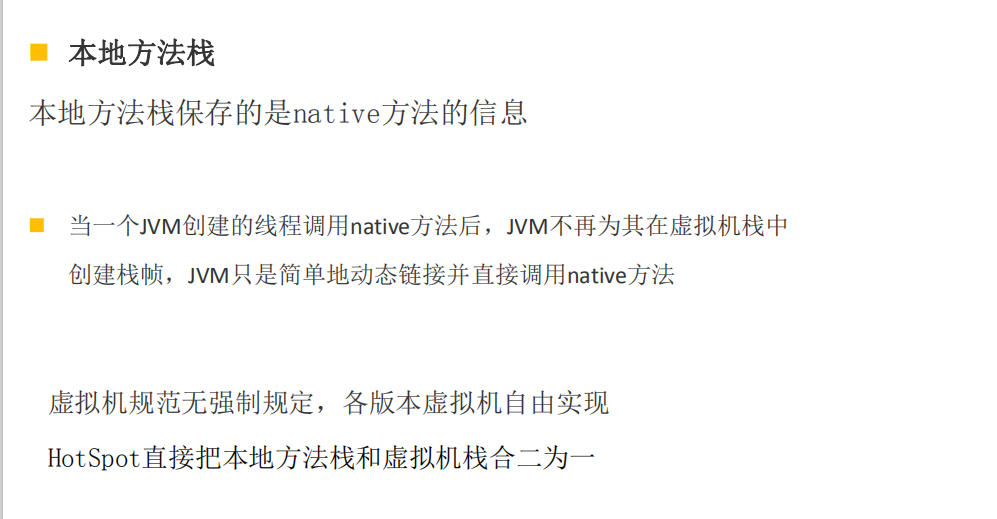 本地方法栈
本地方法栈保存的是native方法的信息
当一个JVM创建的线程调用native方法后，JVM不再为其在虚拟机栈中
创建栈帧，JVM只是简单地动态链接并直接调用native方法
虚拟机规范无强制规定，各版本虚拟机自由实现
HotSpot直接把本地方法栈和虚拟机栈合二为一